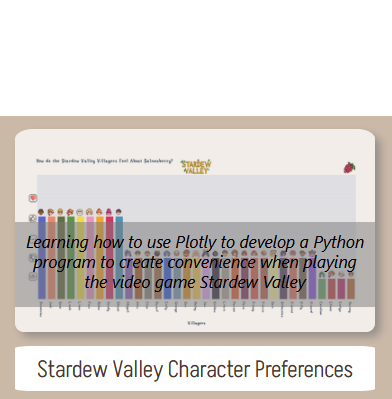 How do the Stardew Valley Villagers Feel About Salmonberry?
STARDEW
VALLEY
Learning how to use Plotly to develop a Python
program to create convenience when playing
the video game Stardew Valley
Villagers
Stardew Valley Character Preferences